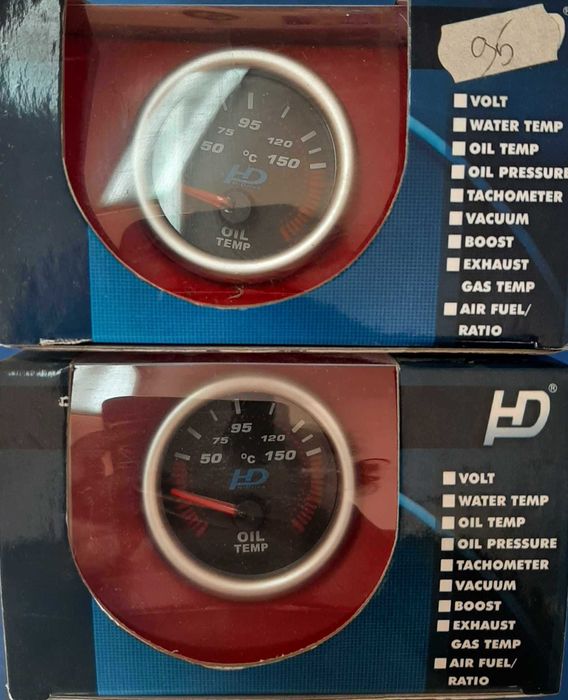 95
75 120
50 °C 150
HD
OIL
TEMP
®
VOLT
WATER TEMP
OIL TEMP
OIL PRESSURE
TACHOMETER
VACUUM
BOOST
EXHAUST
GAS TEMP
AIR FUEL/
RATIO
95
75 120
50 °C 150
HD
OIL
TEMP
HD®
VOLT
WATER TEMP
OIL TEMP
OIL PRESSURE
TACHOMETER
VACUUM
BOOST
EXHAUST
GAS TEMP
AIR FUEL/
RATIO